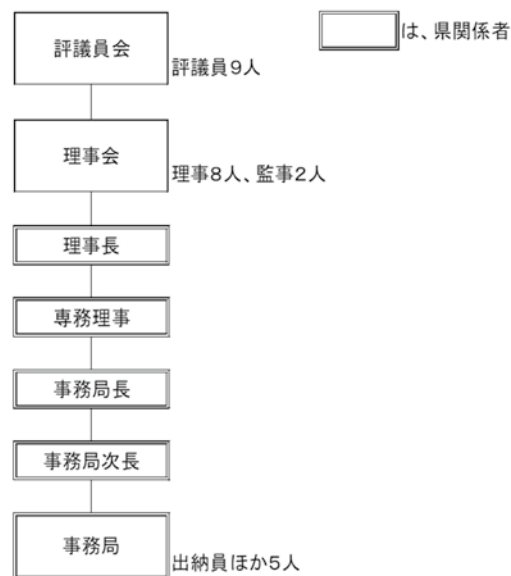 評議員会
評議員9人
は、県関係者
理事会
理事8人、監事2人
理事長
専務理事
事務局長
事務局次長
事務局
出納員ほか5人